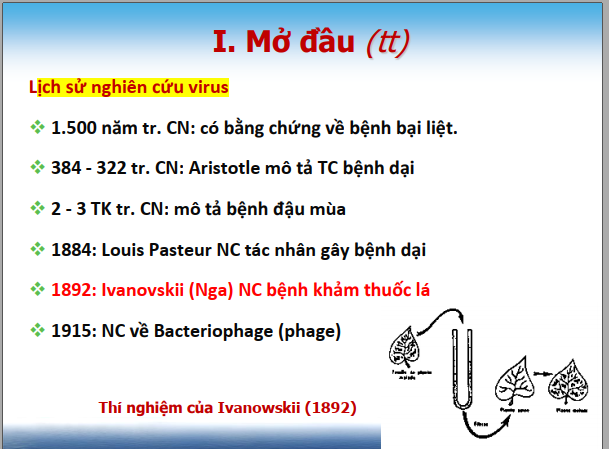 I. Mở đầu (tt)
Lịch sử nghiên cứu virus
1.500 năm tr. CN: có bằng chứng về bệnh bại liệt.
384 - 322 tr. CN: Aristotle mô tả TC bệnh dại
2 - 3 TK tr. CN: mô tả bệnh đậu mùa
1884: Louis Pasteur NC tác nhân gây bệnh dại
1892: Ivanovskii (Nga) NC bệnh khảm thuốc lá
1915: NC về Bacteriophage (phage)
Thí nghiệm của Ivanowskii (1892)